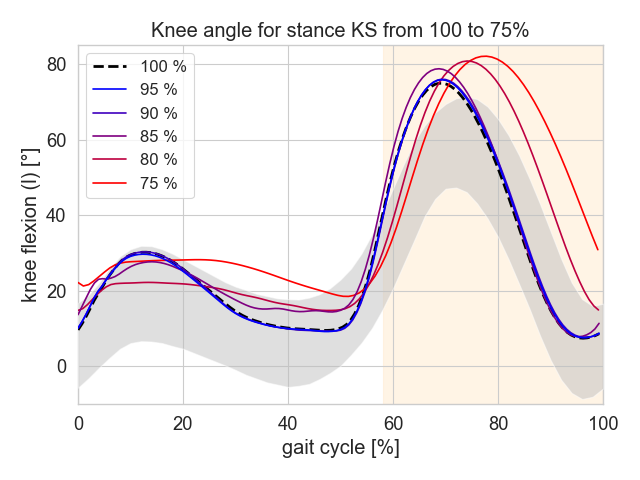 Knee angle for stance KS from 100 to 75%
knee flexion (l) [°]
80
60
40
20
0
100 %
95 %
90 %
85 %
80 %
75 %
0 20 40 60 80 100
gait cycle [%]